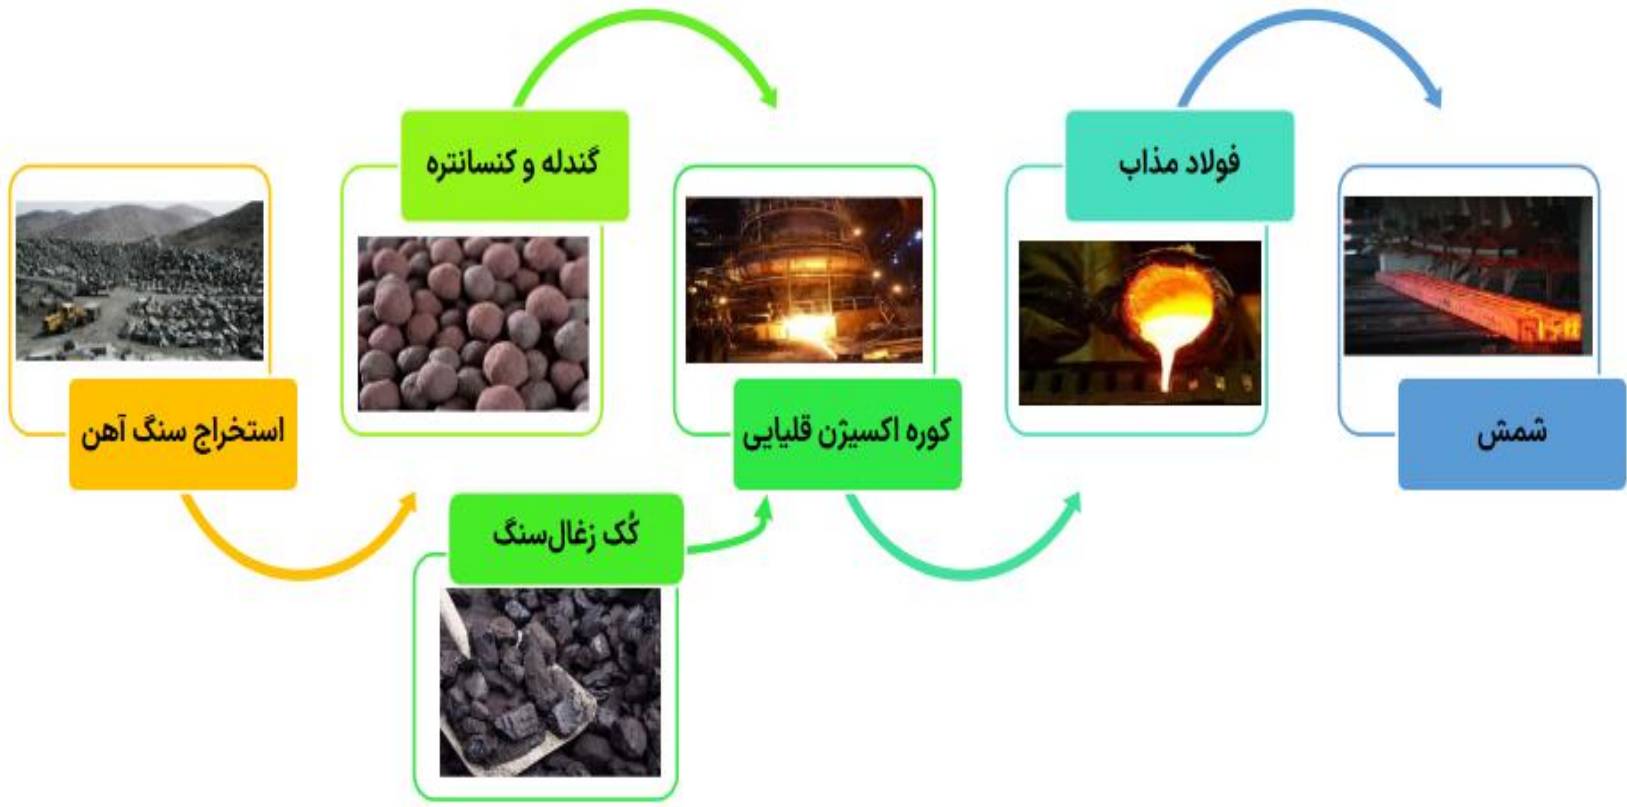 استخراج سنگ آهن
گندله و کنسانتره
کُک زغال‌سنگ
کوره اکسیژن قلیایی
فولاد مذاب
شمش